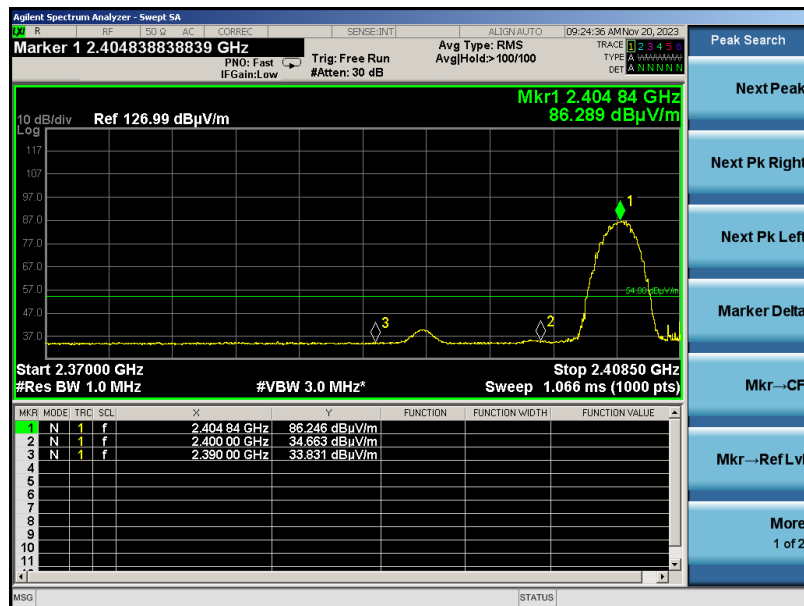 Agilent Spectrum Analyzer - Swept SA
LXI R RF 50 Ω AC CORREC SENSE:INT ALIGN AUTO 09:24:36 AM Nov 20, 2023
Marker 1 2.404838838839 GHz
PNO: Fast
IFGain:Low
Trig: Free Run
#Atten: 30 dB
Avg Type: RMS
Avg|Hold:>100/100
TRACE 1 2 3 4 5 6
TYPE A
DET A N N N N N
Mkr1 2.404 84 GHz
86.289 dBµV/m
10 dB/div Ref 126.99 dBµV/m
Log
117
107
97.0
87.0
77.0
67.0
57.0
47.0
37.0
1
2
3
54.00 dBµV/m
Start 2.37000 GHz Stop 2.40850 GHz
#Res BW 1.0 MHz #VBW 3.0 MHz* Sweep 1.066 ms (1000 pts)
MKR MODE TRC SCL X Y FUNCTION FUNCTION WIDTH FUNCTION VALUE
1 N 1 f 2.404 84 GHz 86.246 dBµV/m
2 N 1 f 2.400 00 GHz 34.663 dBµV/m
3 N 1 f 2.390 00 GHz 33.831 dBµV/m
4
5
6
7
8
9
10
11
MSG STATUS
Peak Search
Next Peak
Next Pk Right
Next Pk Left
Marker Delta
Mkr→CF
Mkr→Ref Lvl
More
1 of 2